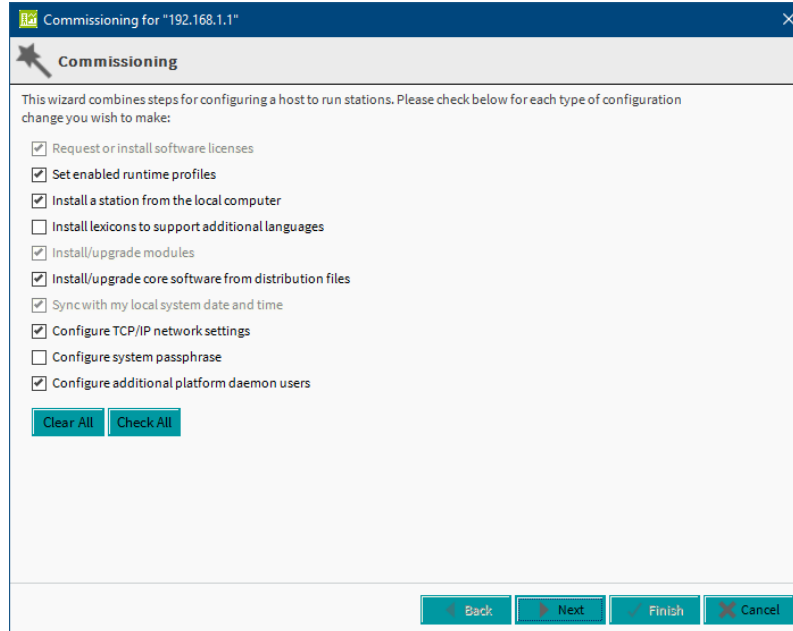 Commissioning for "192.168.1.1"
Commissioning
This wizard combines steps for configuring a host to run stations. Please check below for each type of configuration
change you wish to make:
Request or install software licenses
Set enabled runtime profiles
Install a station from the local computer
Install lexicons to support additional languages
Install/upgrade modules
Install/upgrade core software from distribution files
Sync with my local system date and time
Configure TCP/IP network settings
Configure system passphrase
Configure additional platform daemon users
Clear All Check All
Back Next Finish Cancel